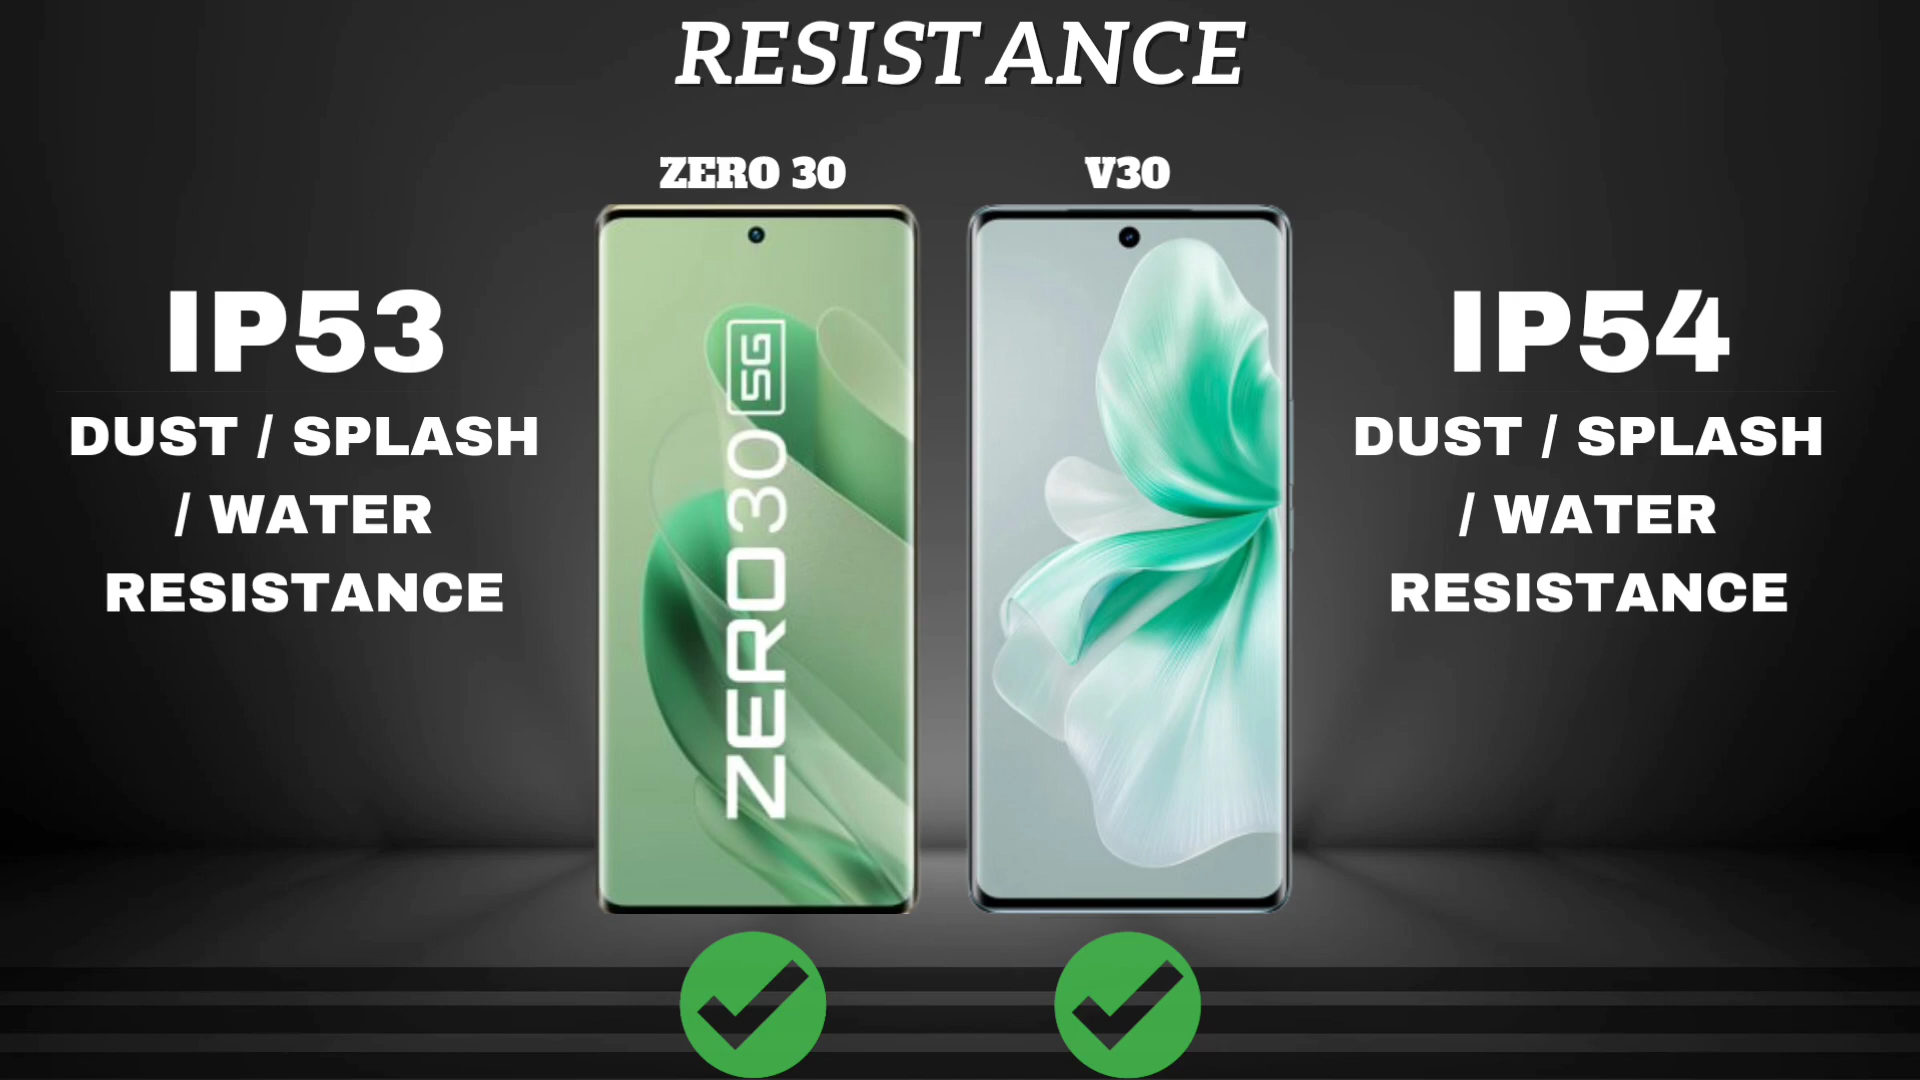 RESISTANCE
ZERO 30
V30
IP53
DUST / SPLASH
/ WATER
RESISTANCE
ZERO 30 5G
IP54
DUST / SPLASH
/ WATER
RESISTANCE